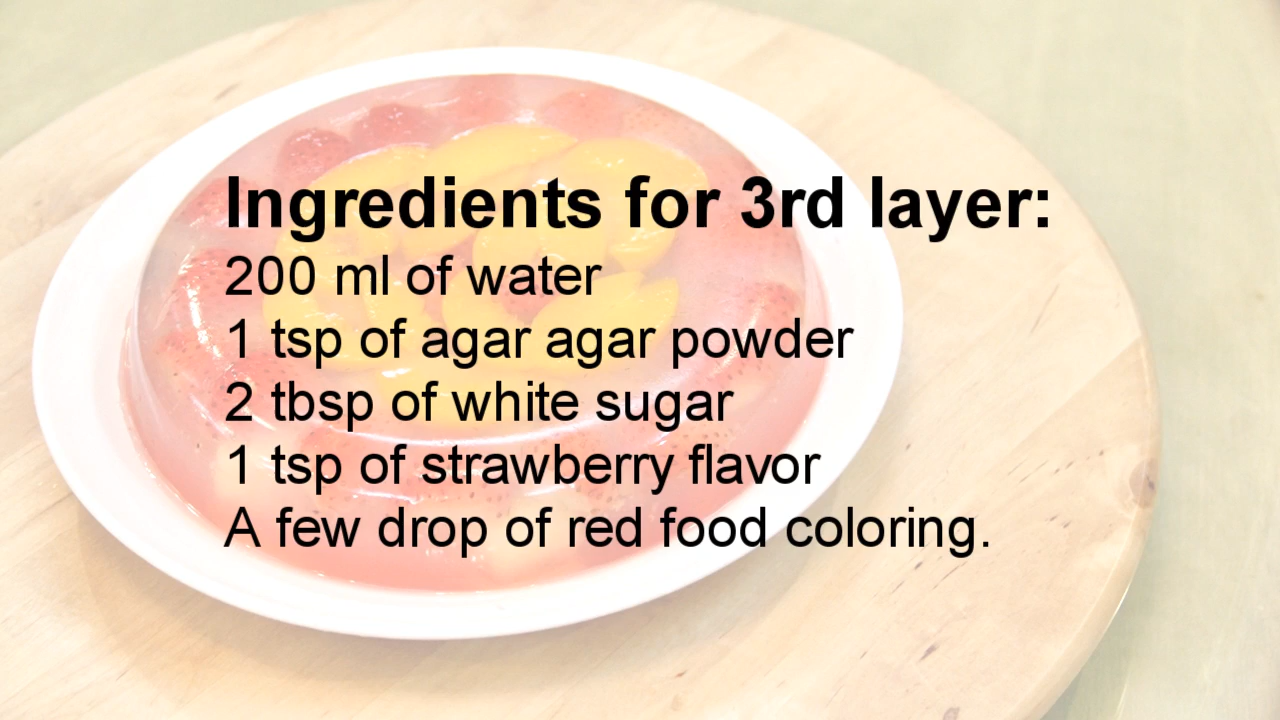 Ingredients for 3rd layer:
200 ml of water
1 tsp of agar agar powder
2 tbsp of white sugar
1 tsp of strawberry flavor
A few drop of red food coloring.